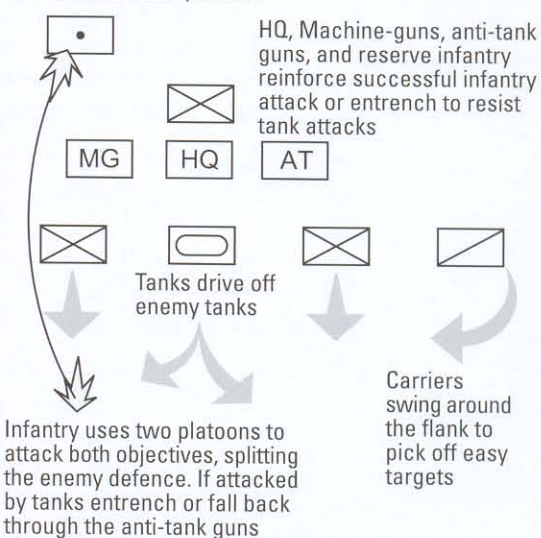 HQ, Machine-guns, anti-tank
guns, and reserve infantry
reinforce successful infantry
attack or entrench to resist
tank attacks
MG
HQ
AT
Tanks drive off
enemy tanks
Carriers
swing around
the flank to
pick off easy
targets
Infantry uses two platoons to
attack both objectives, splitting
the enemy defence. If attacked
by tanks entrench or fall back
through the anti-tank guns